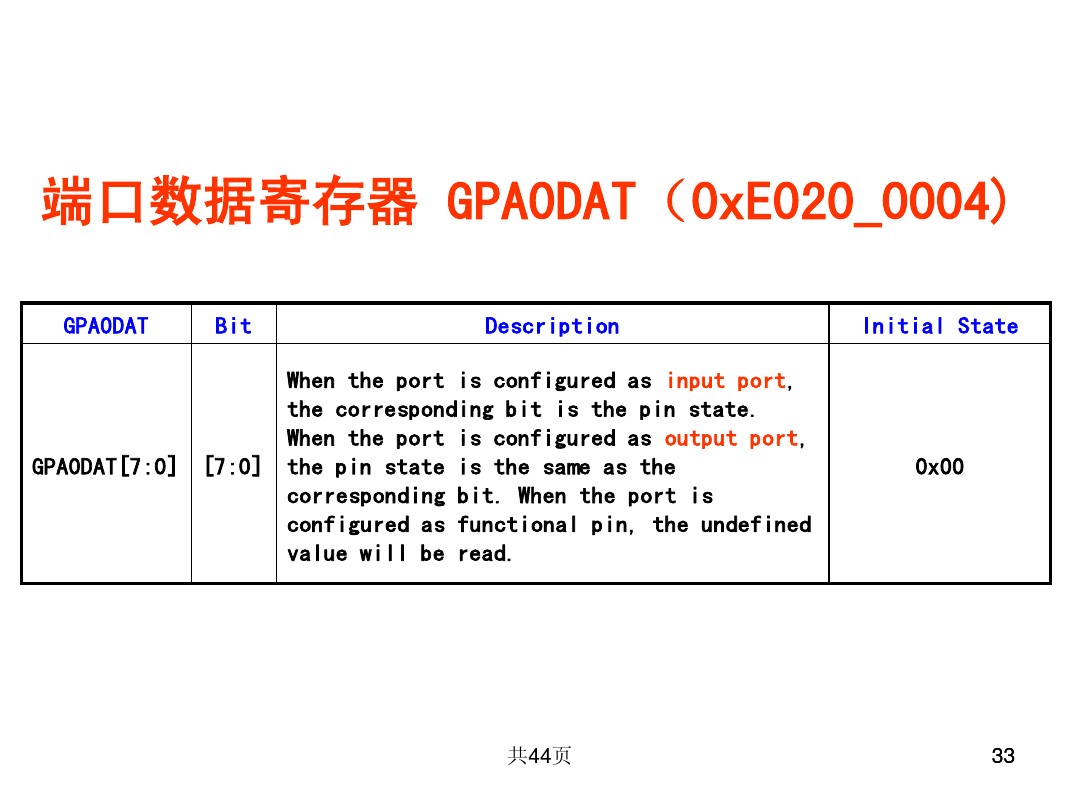 端口数据寄存器 GPA0DAT（0xE020_0004)
GPA0DAT Bit Description Initial State
When the port is configured as input port,
the corresponding bit is the pin state.
When the port is configured as output port,
GPA0DAT[7:0] [7:0] the pin state is the same as the 0x00
corresponding bit. When the port is
configured as functional pin, the undefined
value will be read.
共44页 33